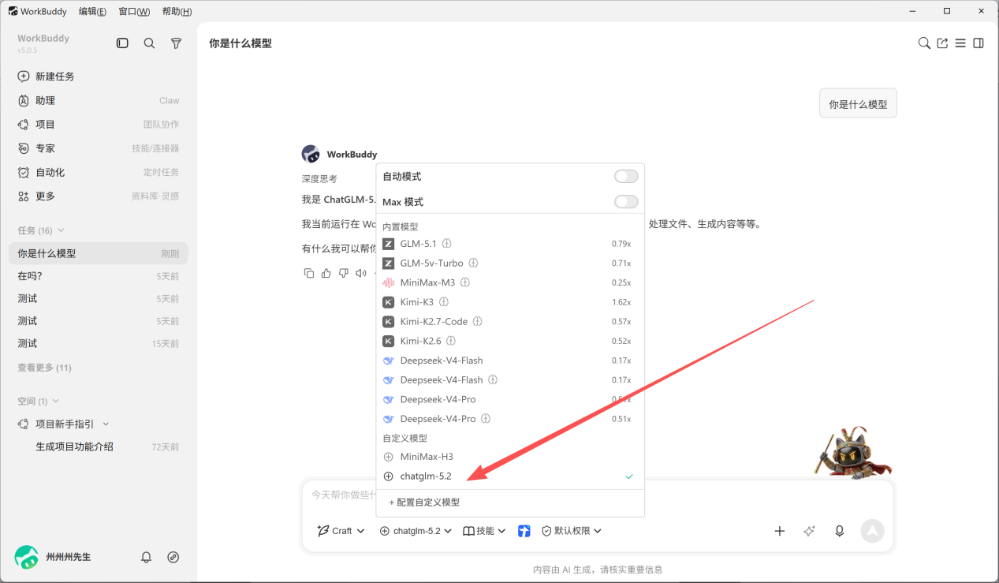 WorkBuddy 编辑(E) 窗口(W) 帮助(H)
WorkBuddy
v5.0.5
新建任务
助理 Claw
项目 团队协作
专家 技能/连接器
自动化 定时任务
更多 资料库·灵感
任务 (16)
你是什么模型 刚刚
在吗? 5天前
测试 5天前
测试 5天前
测试 15天前
查看更多 (11)
空间 (1)
项目新手指引
生成项目功能介绍 72天前
州州州先生
你是什么模型
你是什么模型
WorkBuddy
深度思考
我是 ChatGLM-5.
我当前运行在 Wo
处理文件、生成内容等等。
有什么我可以帮你
自动模式
Max 模式
内置模型
GLM-5.1 0.79x
GLM-5v-Turbo 0.71x
MiniMax-M3 0.25x
Kimi-K3 1.62x
Kimi-K2.7-Code 0.57x
Kimi-K2.6 0.52x
Deepseek-V4-Flash 0.17x
Deepseek-V4-Flash 0.17x
Deepseek-V4-Pro
Deepseek-V4-Pro 0.51x
自定义模型
MiniMax-H3
chatglm-5.2
+ 配置自定义模型
今天帮你做些什
Craft chatglm-5.2 技能 默认权限
内容由 AI 生成，请核实重要信息